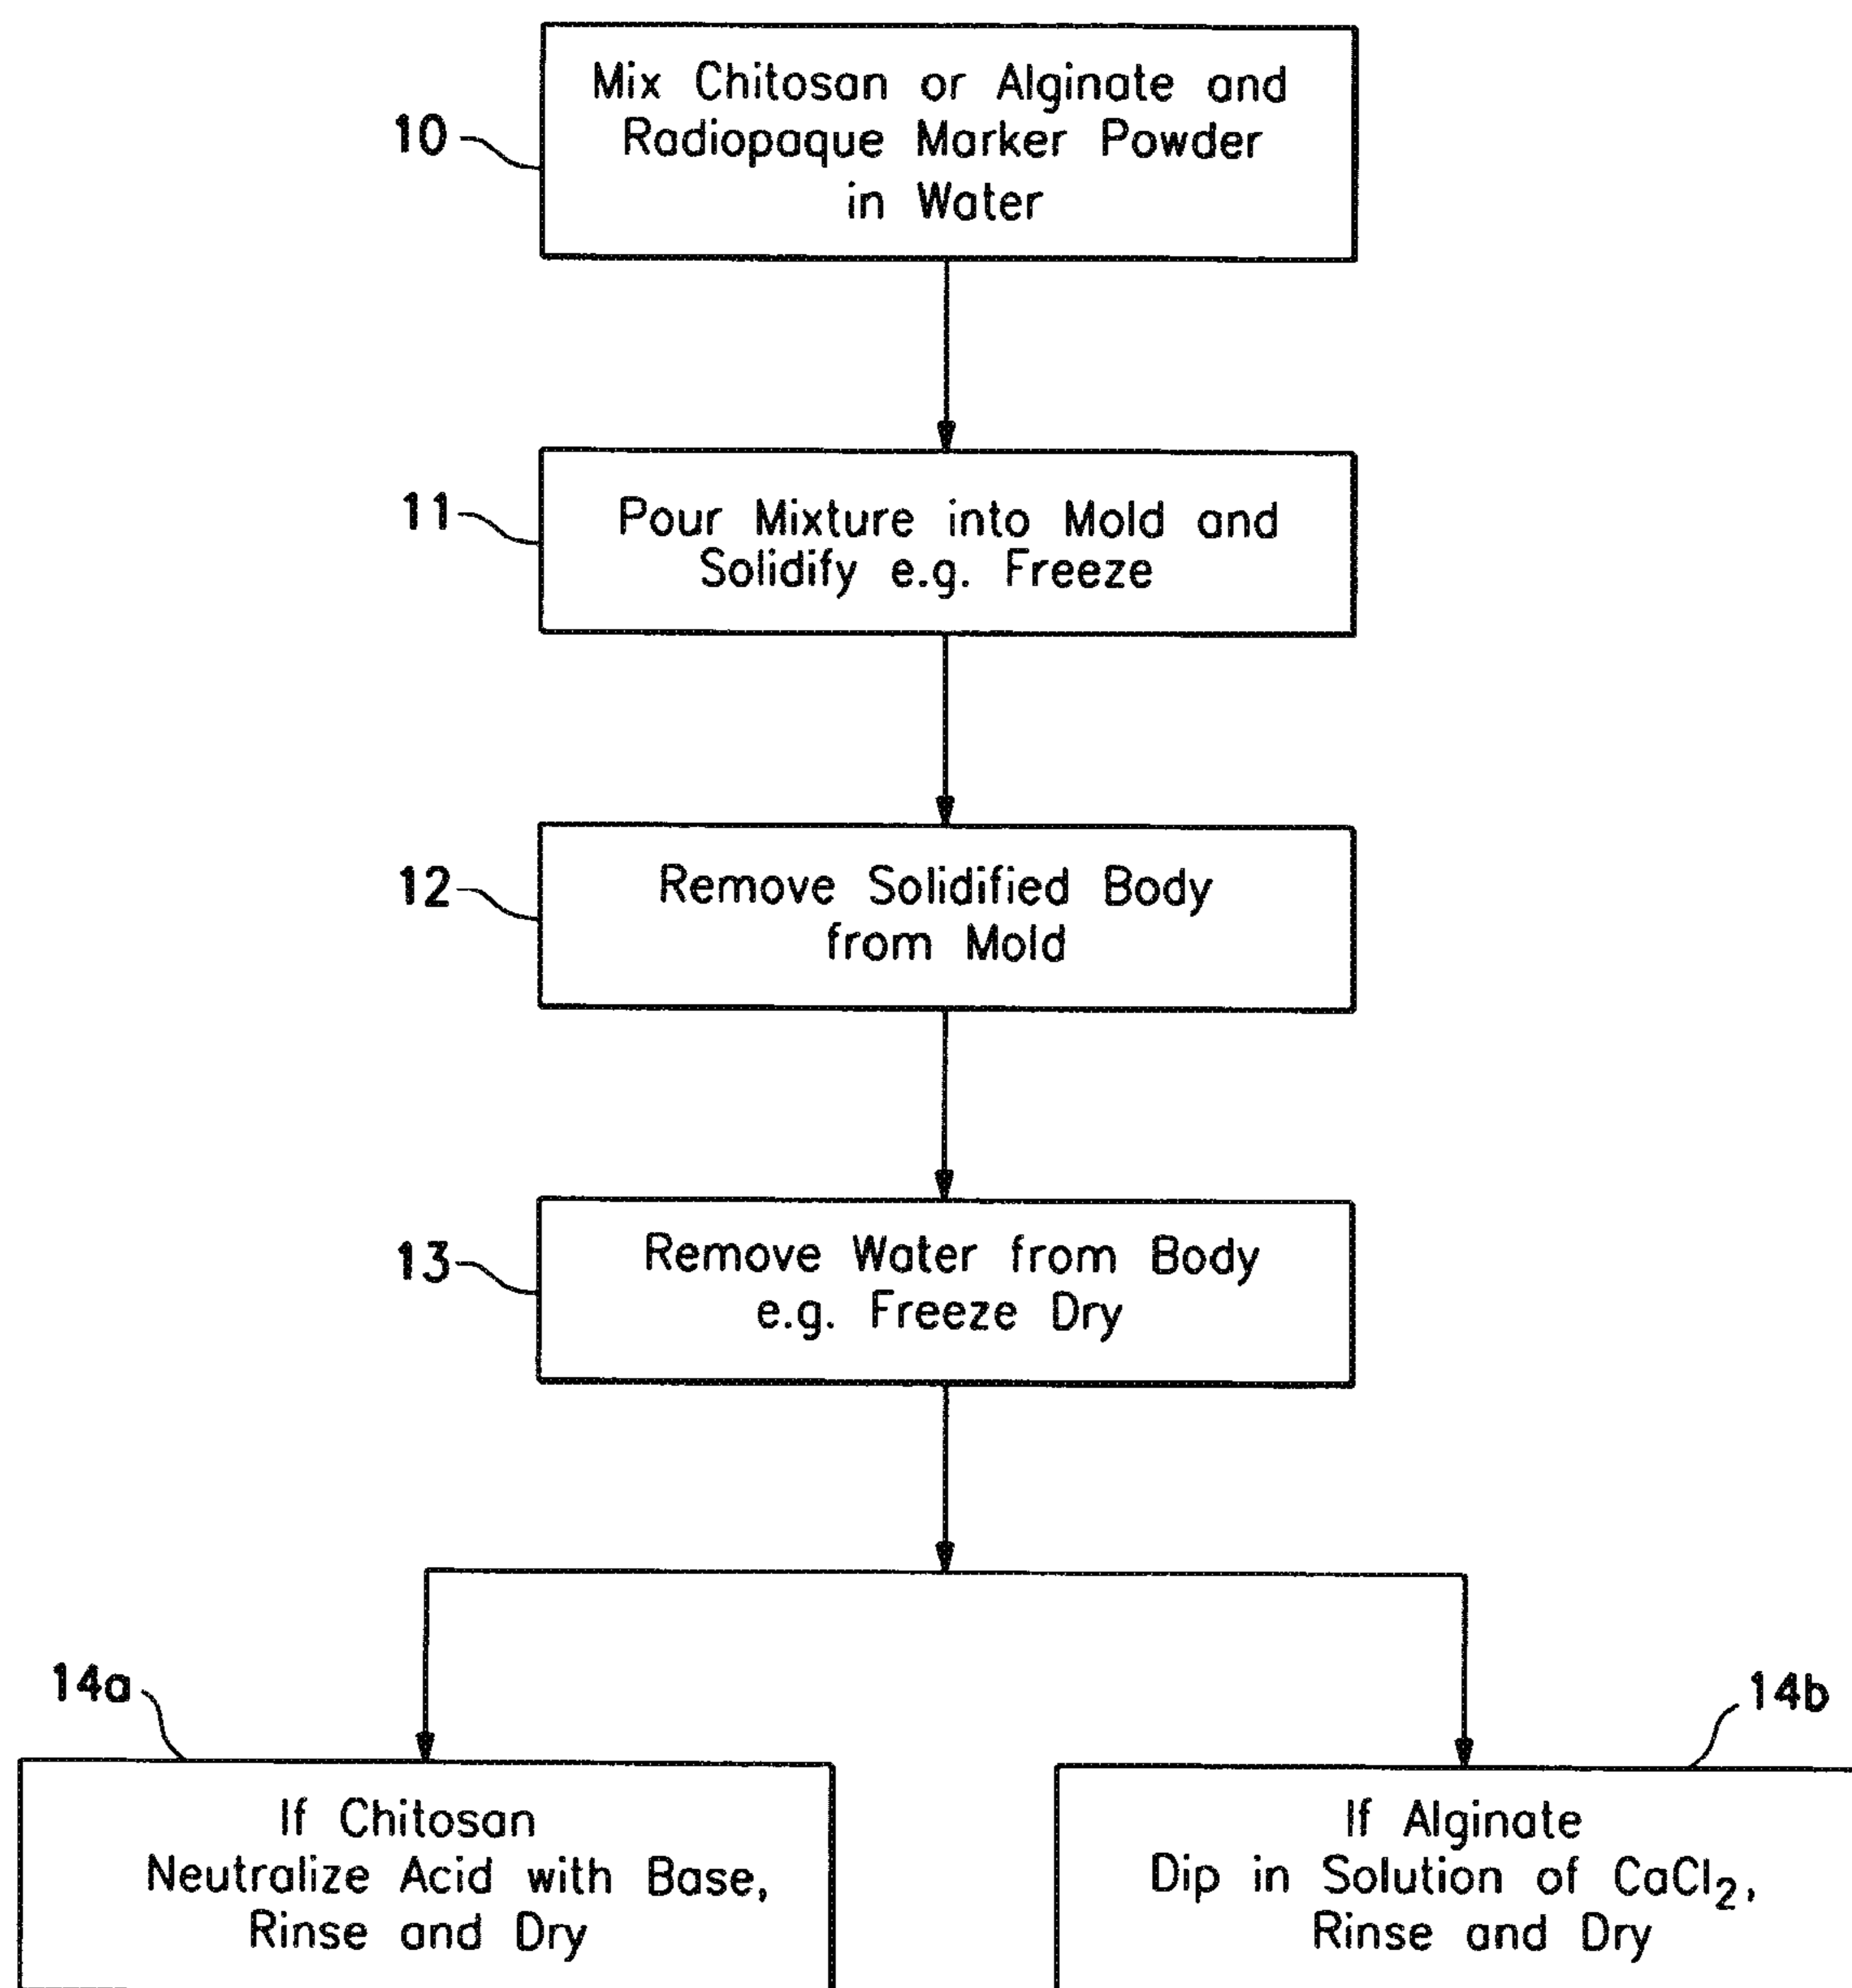 Mix Chitosan or Alginate and
10
Radiopaque Marker Powder
in Water
11
Pour Mixture into Mold and
Solidify e.g. Freeze
12
Remove Solidified Body
from Mold
13
Remove Water from Body
e.g. Freeze Dry
14a
14b
If Chitosan
Neutralize Acid with Base,
Rinse and Dry
If Alginate
Dip in Solution of CaCl₂,
Rinse and Dry